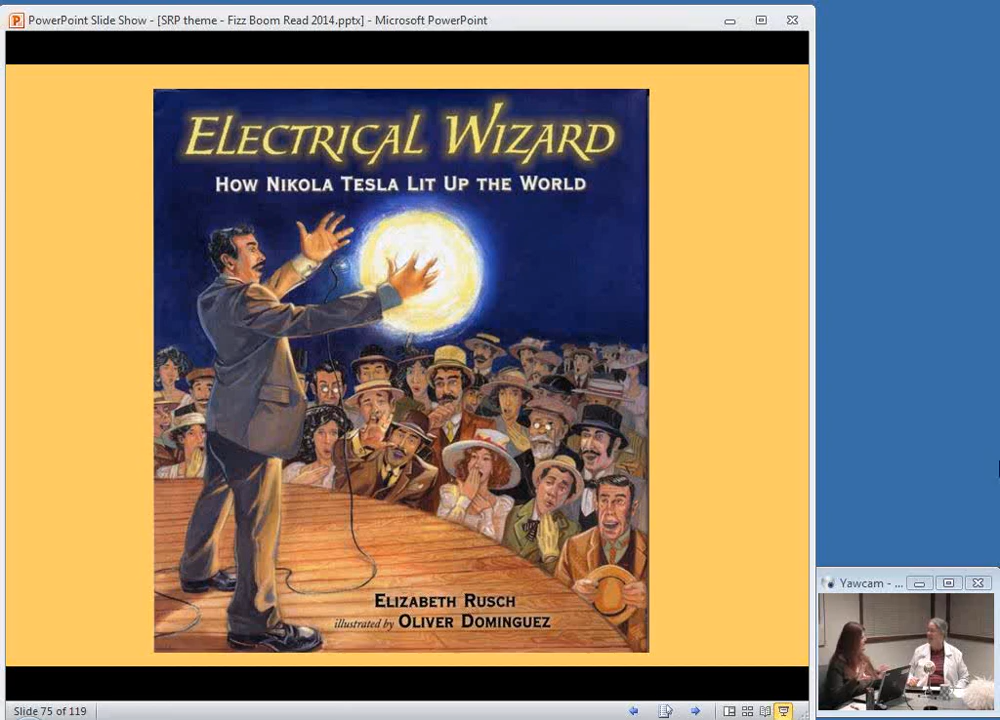 PowerPoint Slide Show - [SRP theme - Fizz Boom Read 2014.pptx] - Microsoft PowerPoint
ELECTRICAL WIZARD
HOW NIKOLA TESLA LIT UP THE WORLD
ELIZABETH RUSCH
illustrated by OLIVER DOMINGUEZ
Yawcam - ...
Slide 75 of 119